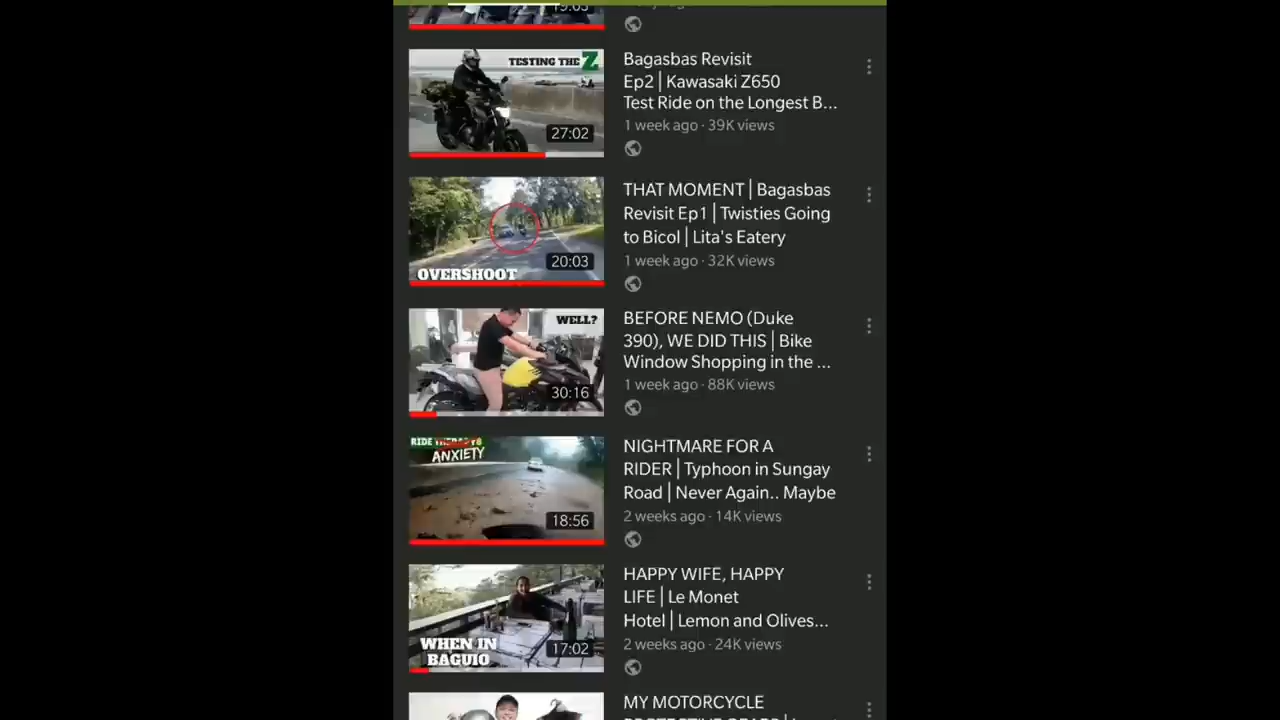 19:03
TESTING THE Z
27:02
Bagasbas Revisit
Ep2 | Kawasaki Z650
Test Ride on the Longest B...
1 week ago · 39K views
OVERSHOOT
20:03
THAT MOMENT | Bagasbas
Revisit Ep1 | Twisties Going
to Bicol | Lita's Eatery
1 week ago · 32K views
WELL?
30:16
BEFORE NEMO (Duke
390), WE DID THIS | Bike
Window Shopping in the ...
1 week ago · 88K views
RIDE THERAPY8
ANXIETY
18:56
NIGHTMARE FOR A
RIDER | Typhoon in Sungay
Road | Never Again.. Maybe
2 weeks ago · 14K views
WHEN IN
BAGUIO
17:02
HAPPY WIFE, HAPPY
LIFE | Le Monet
Hotel | Lemon and Olives...
2 weeks ago · 24K views
MY MOTORCYCLE